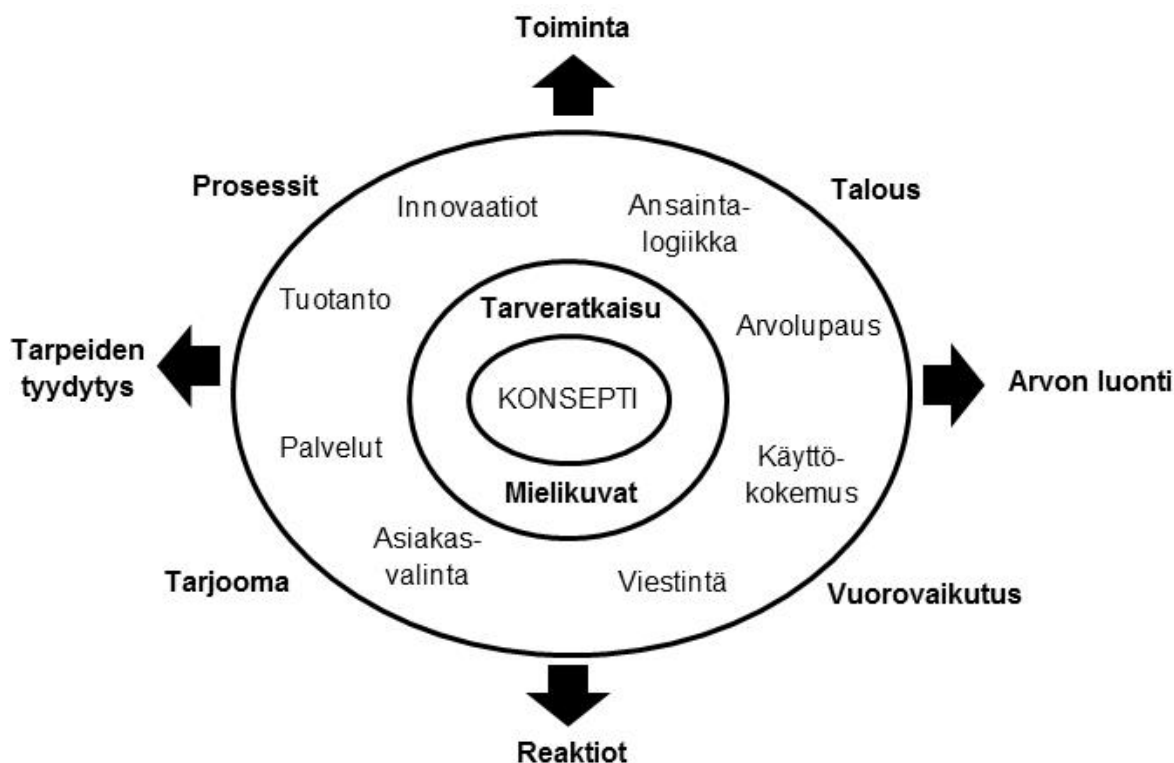 Toiminta
Prosessit
Talous
Innovaatiot
Ansainta-
logiikka
Tuotanto
Tarveratkaisu
Arvolupaus
Tarpeiden
tyydytys
KONSEPTI
Arvon luonti
Palvelut
Käyttö-
kokemus
Mielikuvat
Asiakas-
valinta
Viestintä
Tarjooma
Vuorovaikutus
Reaktiot